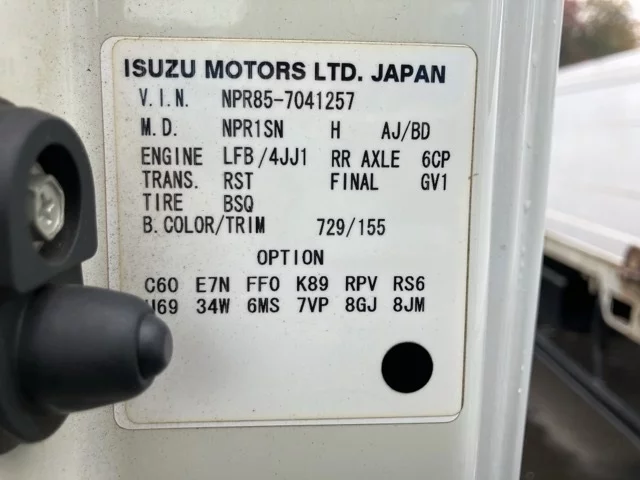 ISUZU MOTORS LTD. JAPAN
V.I.N. NPR85-7041257
M.D. NPR1SN H AJ/BD
ENGINE LFB/4JJ1 RR AXLE 6CP
TRANS. RST FINAL GV1
TIRE BSQ
B.COLOR/TRIM 729/155
OPTION
C60 E7N FF0 K89 RPV RS6
34W 6MS 7VP 8GJ 8JM